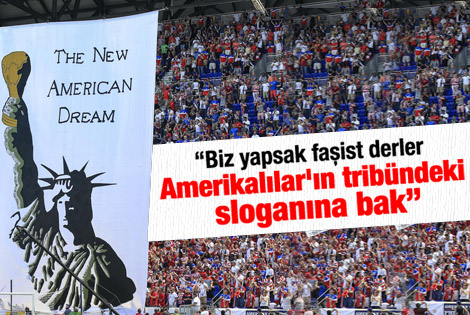 THE NEW
AMERICAN
DREAM
“Biz yapsak faşist derler
Amerikalılar'ın tribündeki
sloganına bak”